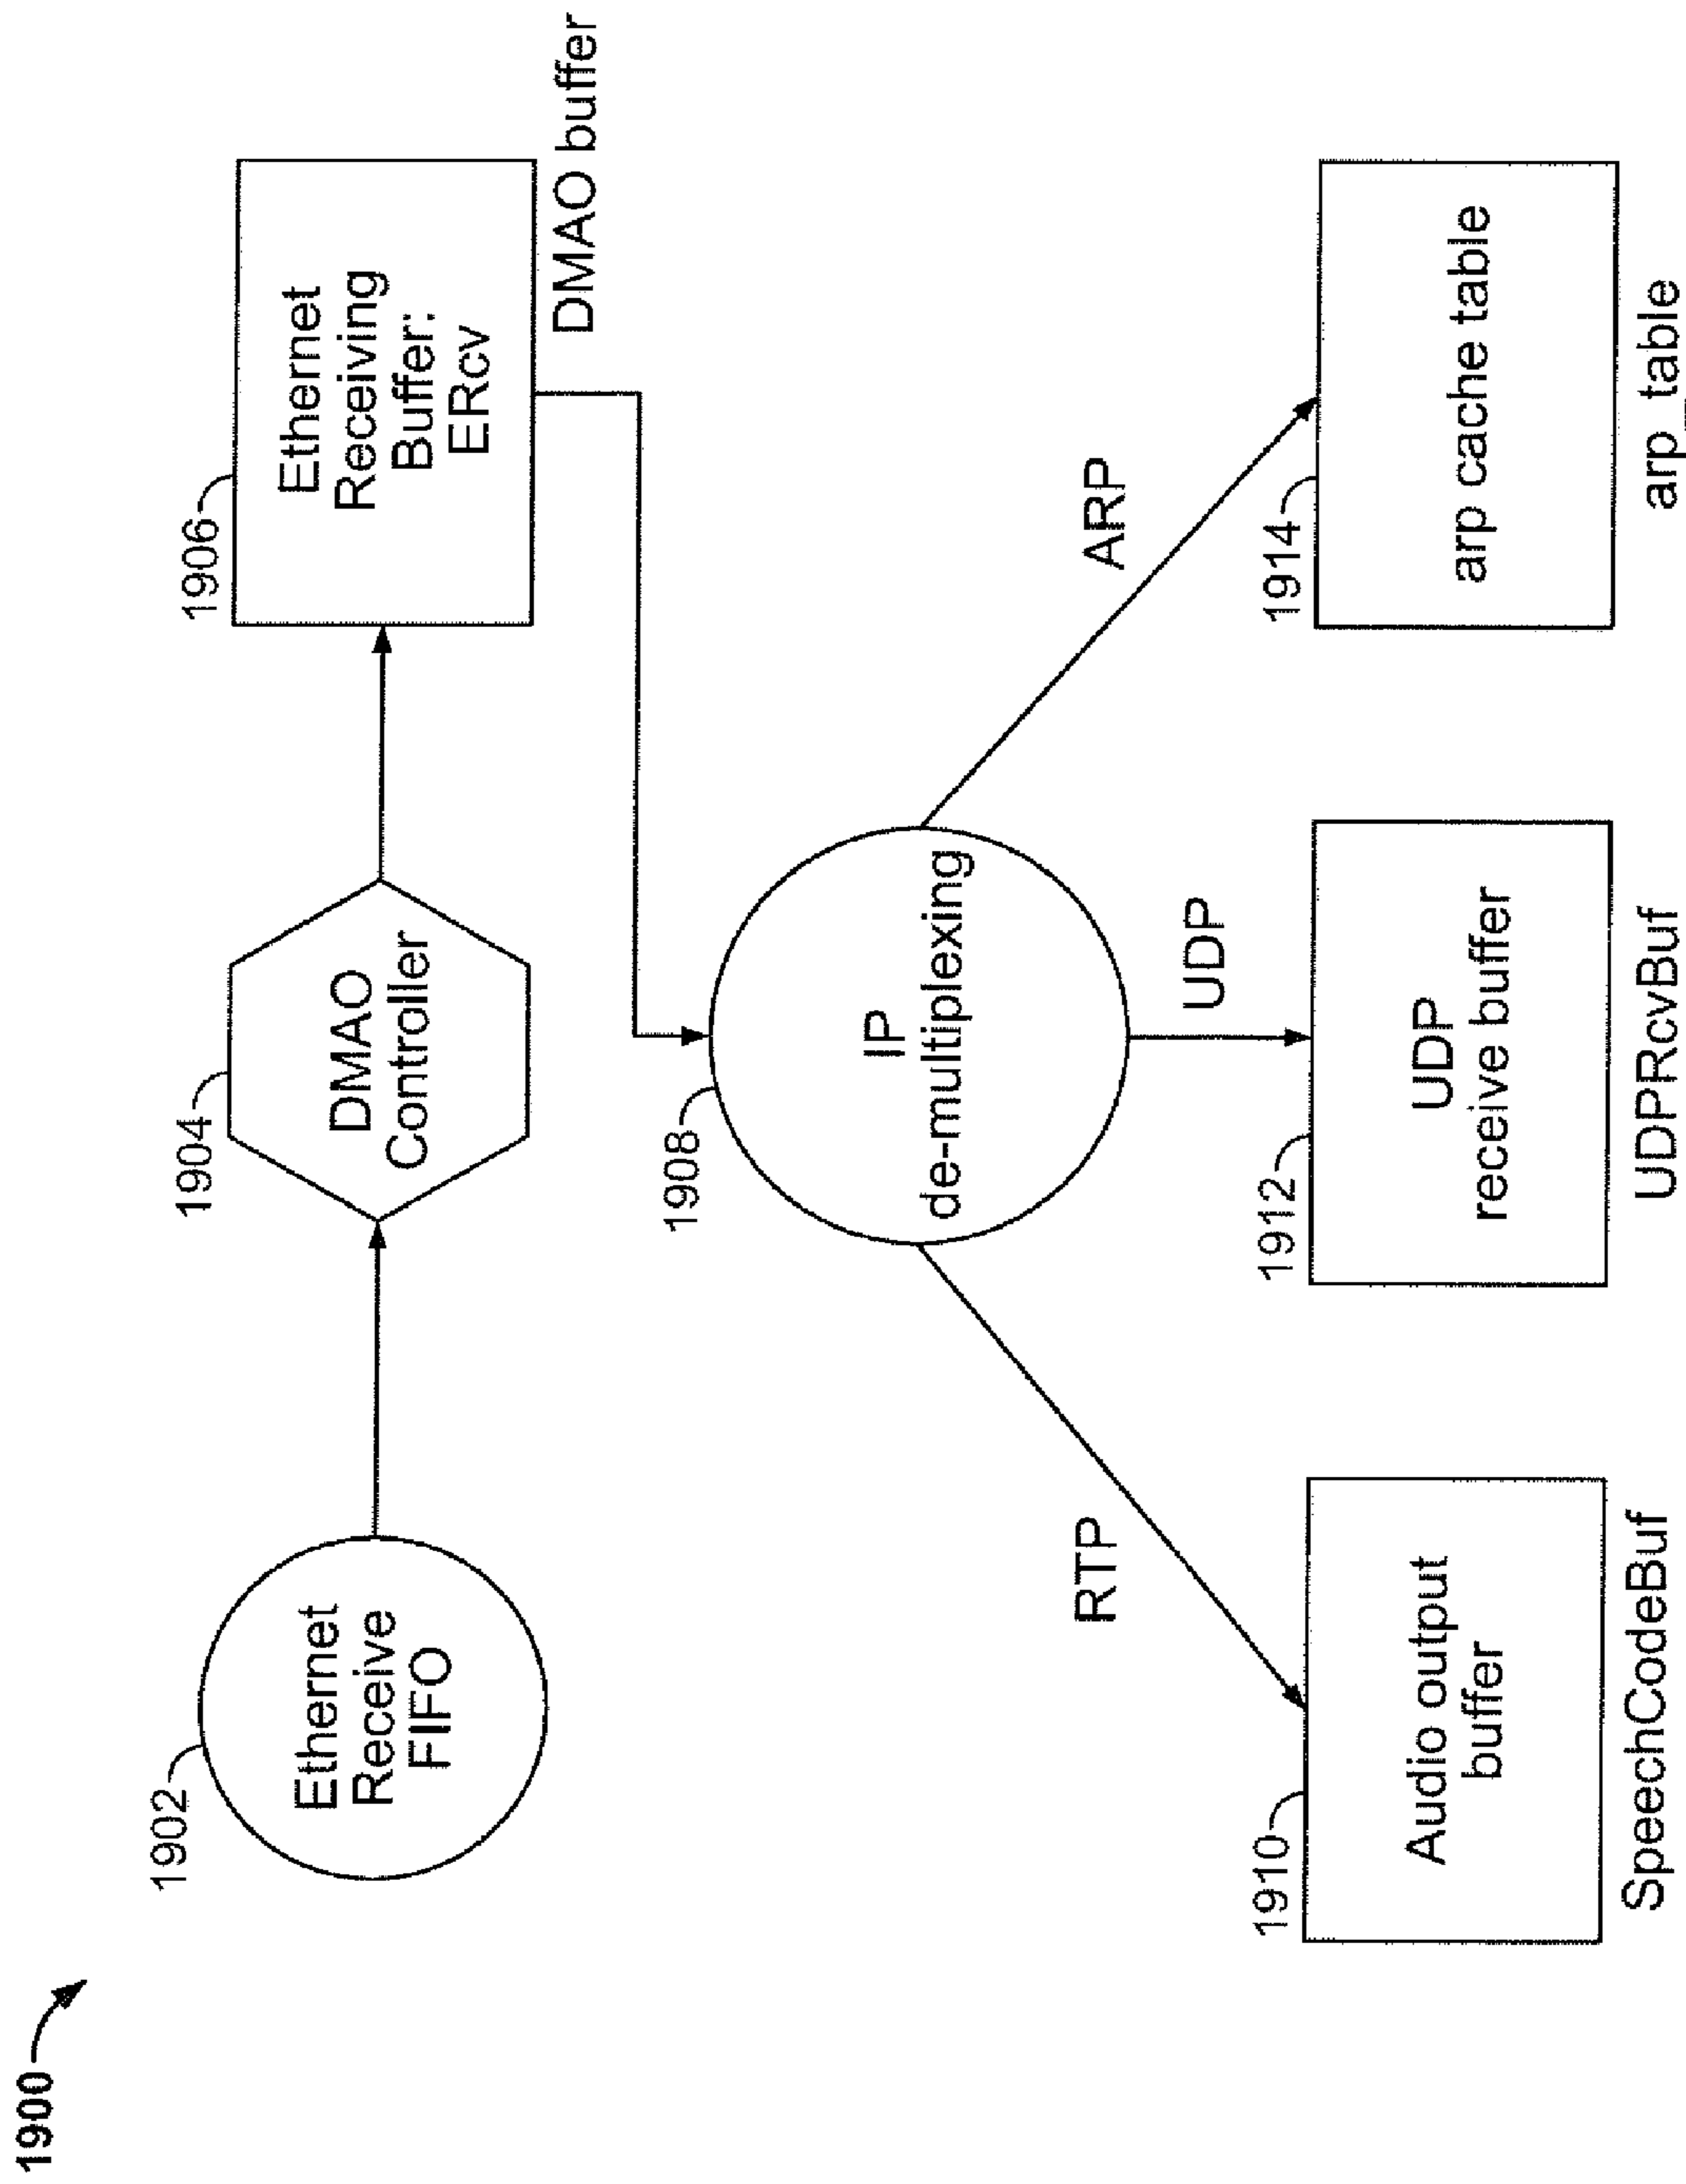 1900
1902
Ethernet
Receive
FIFO
1904
DMAO
Controller
1906
Ethernet
Receiving
Buffer:
ERcv
DMAO buffer
1908
IP
de-multiplexing
RTP
UDP
ARP
1910
Audio output
buffer
SpeechCodeBuf
1912
UDP
receive buffer
UDPRcvBuf
1914
arp cache table
arp_table